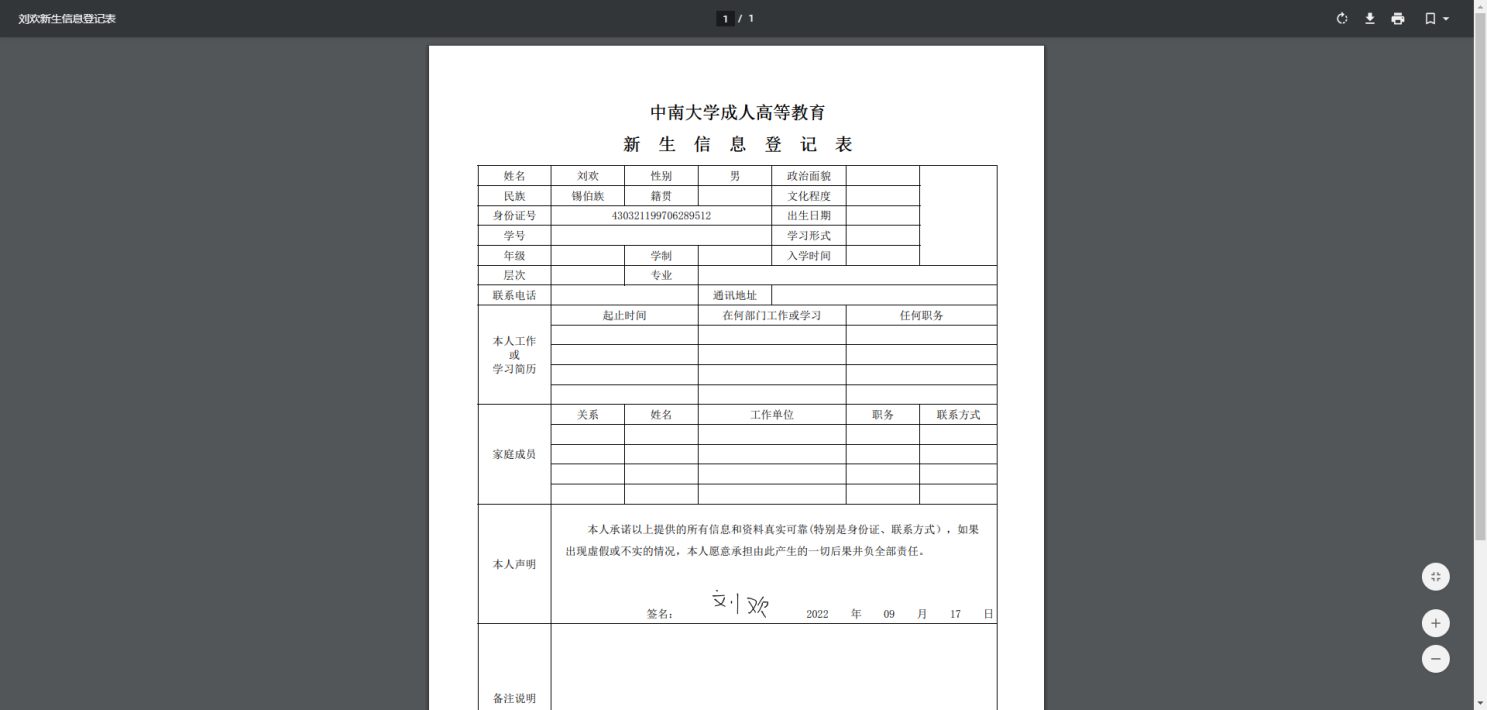 刘欢新生信息登记表
1 / 1
中南大学成人高等教育
新 生 信 息 登 记 表
姓名 刘欢 性别 男 政治面貌
民族 锡伯族 籍贯 文化程度
身份证号 430321199706289512 出生日期
学号 学习形式
年级 学制 入学时间
层次 专业
联系电话 通讯地址
本人工作
或
学习简历
起止时间 在何部门工作或学习 任何职务
家庭成员
关系 姓名 工作单位 职务 联系方式
本人声明
本人承诺以上提供的所有信息和资料真实可靠(特别是身份证、联系方式），如果
出现虚假或不实的情况，本人愿意承担由此产生的一切后果并负全部责任。
签名： 刘欢 2022 年 09 月 17 日
备注说明